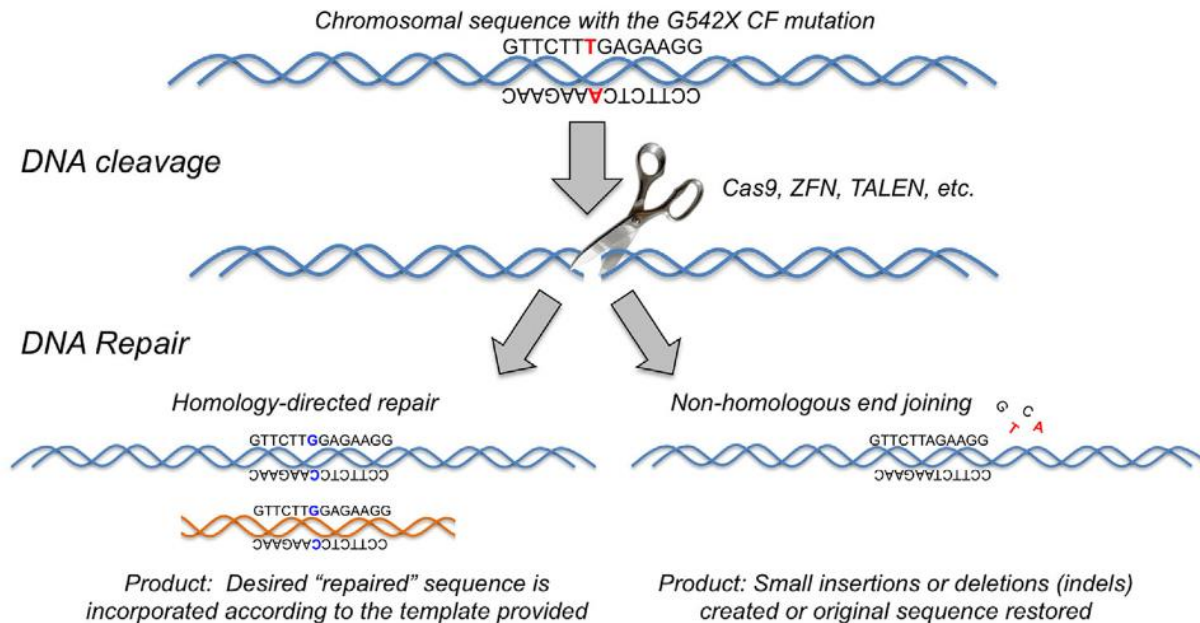 Chromosomal sequence with the G542X CF mutation
GTTCTTTGAGAAGG
CAAGAAACTCTTCC
DNA cleavage
Cas9, ZFN, TALEN, etc.
DNA Repair
Homology-directed repair
GTTCTTGGAGAAGG
CAAGAACCTCTTCC
GTTCTTGGAGAAGG
CAAGAACCTCTTCC
Product: Desired “repaired” sequence is
incorporated according to the template provided
Non-homologous end joining
G C
T A
GTTCTTAGAAGG
CAAGAATCTTCC
Product: Small insertions or deletions (indels)
created or original sequence restored